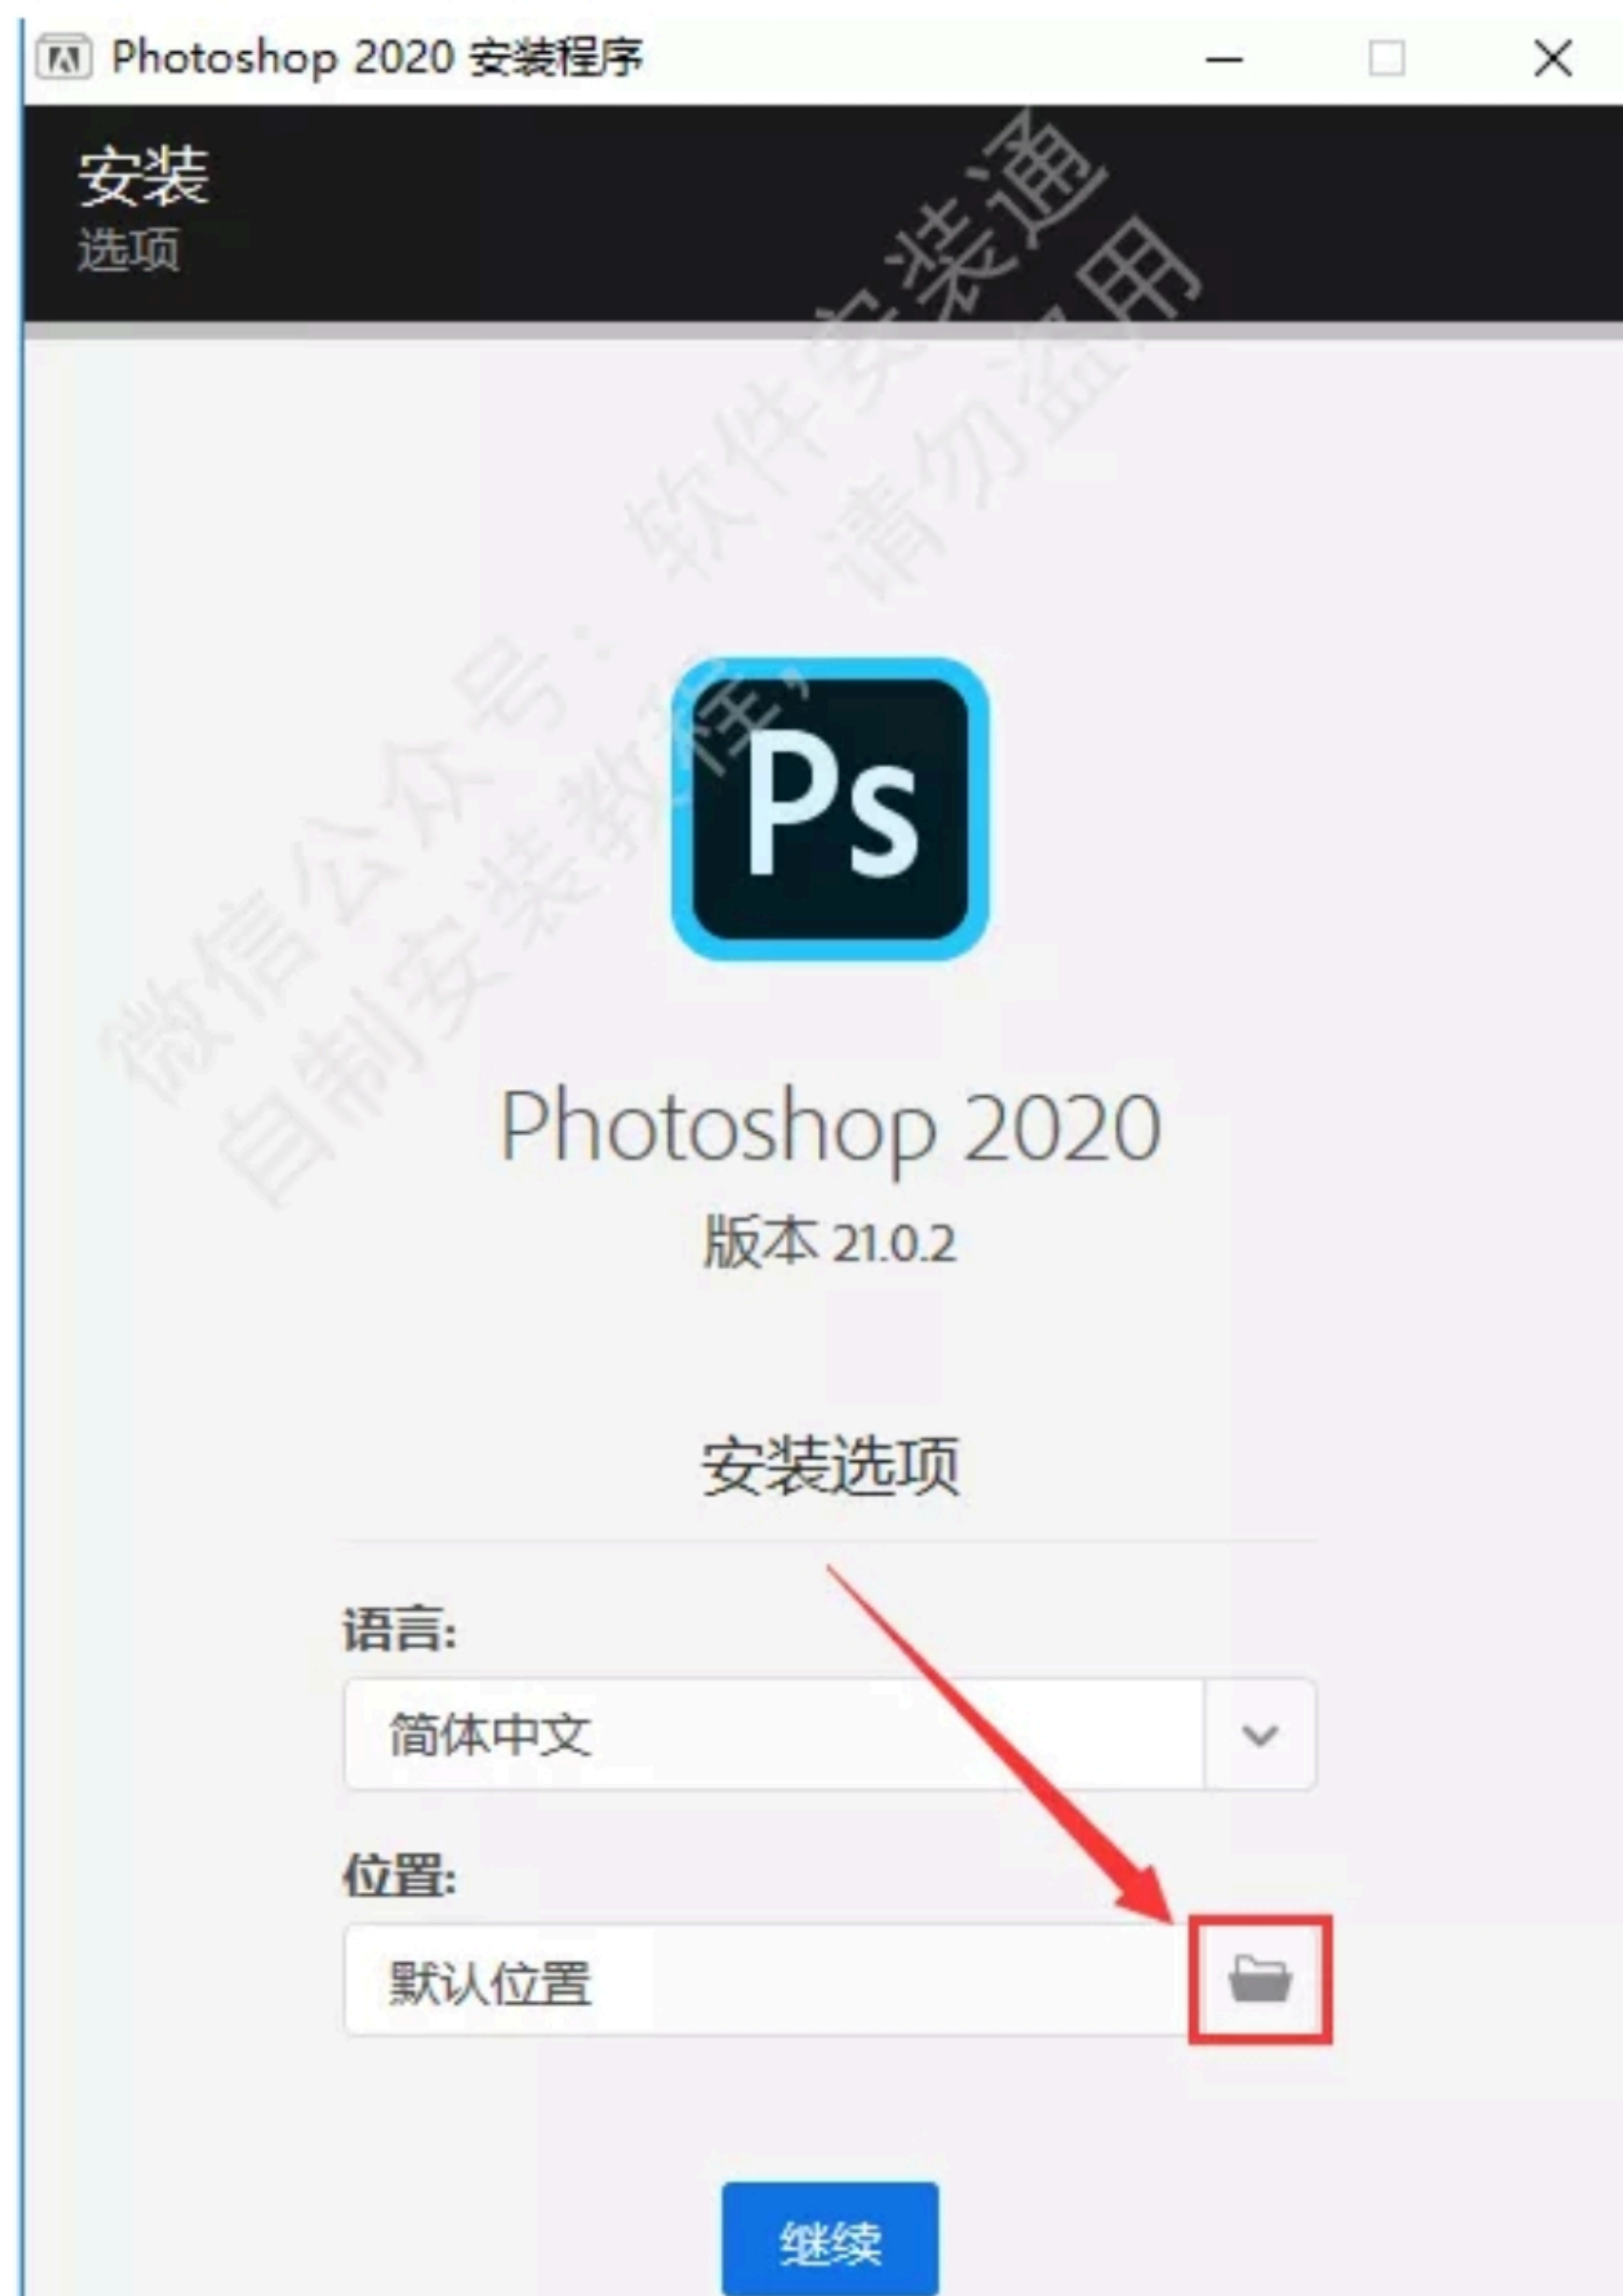 Photoshop 2020 安装程序
安装
选项
微信公众号：软件安装通
自制安装教程，请勿盗用
Ps
Photoshop 2020
版本 21.0.2
安装选项
语言:
简体中文
位置:
默认位置
继续